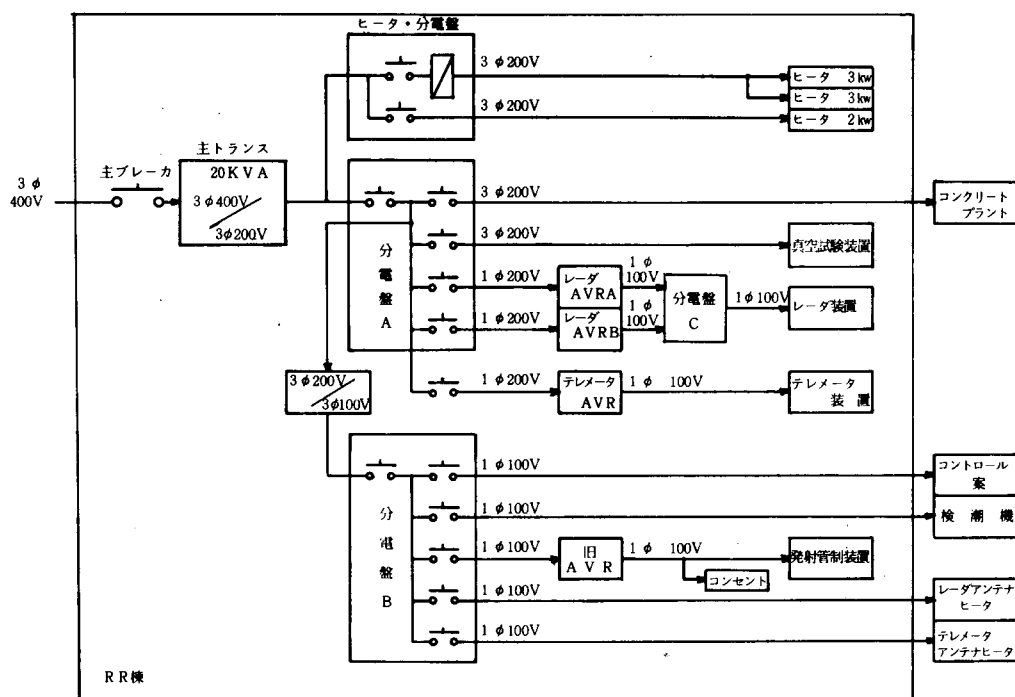 ヒータ・分電盤
3φ200V
ヒータ 3kw
ヒータ 3kw
3φ200V
ヒータ 2kw
主トランス
主ブレーカ
20KVA
3φ
400V
3φ400V
3φ200V
3φ200V
コンクリート
プラント
3φ200V
真空試験装置
分電盤A
1φ200V
レーダ
AVRA
1φ
100V
1φ200V
レーダ
AVRB
1φ
100V
分電盤
C
1φ100V
レーダ装置
3φ200V
3φ100V
1φ200V
テレメータ
AVR
1φ 100V
テレメータ
装置
分電盤B
1φ100V
コントロール
案
1φ100V
検潮機
1φ100V
旧
AVR
1φ 100V
発射管制装置
コンセント
1φ100V
レーダアンテナ
ヒータ
1φ100V
テレメータ
アンテナヒータ
RR棟